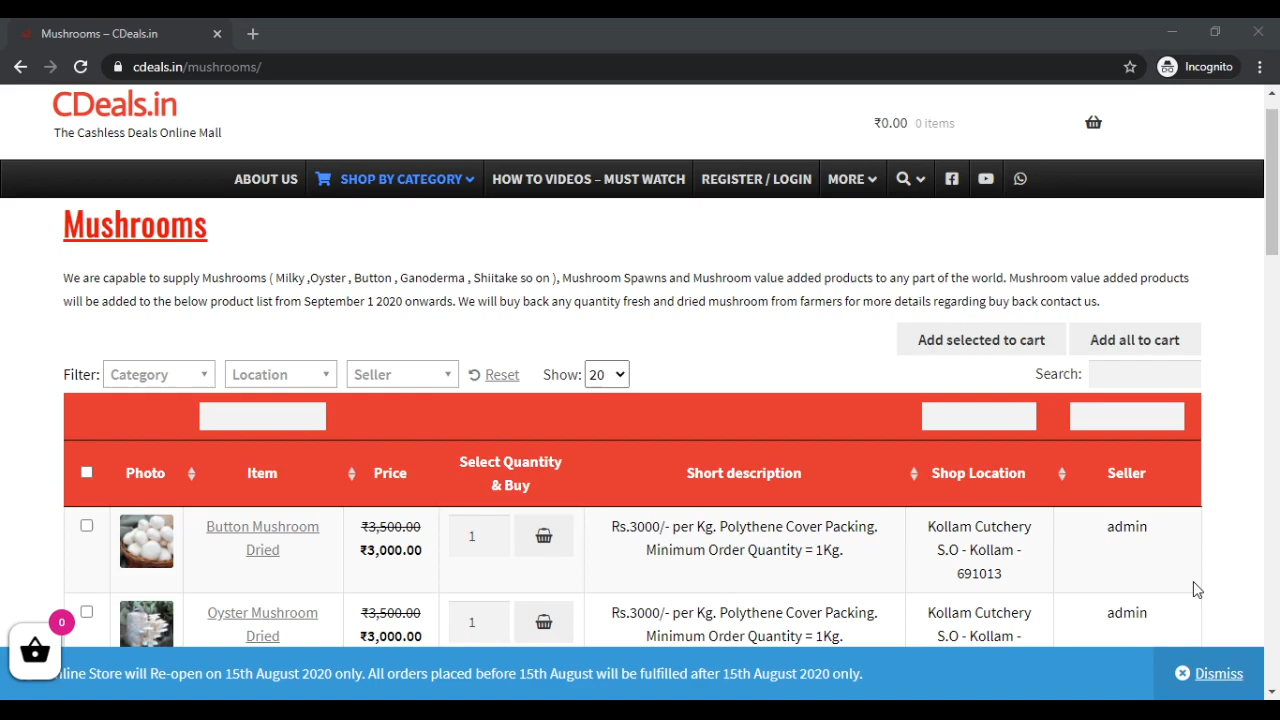 Mushrooms – CDeals.in
cdeals.in/mushrooms/
Incognito
CDeals.in
The Cashless Deals Online Mall
₹0.00 0 items
ABOUT US SHOP BY CATEGORY HOW TO VIDEOS – MUST WATCH REGISTER / LOGIN MORE
Mushrooms
We are capable to supply Mushrooms ( Milky ,Oyster , Button , Ganoderma , Shiitake so on ), Mushroom Spawns and Mushroom value added products to any part of the world. Mushroom value added products
will be added to the below product list from September 1 2020 onwards. We will buy back any quantity fresh and dried mushroom from farmers for more details regarding buy back contact us.
Add selected to cart Add all to cart
Filter: Category Location Seller Reset Show: 20 Search:
Photo Item Price Select Quantity & Buy Short description Shop Location Seller
Button Mushroom ₹3,500.00 1 Rs.3000/- per Kg. Polythene Cover Packing. Kollam Cutchery admin
Dried ₹3,000.00 Minimum Order Quantity = 1Kg. S.O - Kollam -
691013
Oyster Mushroom ₹3,500.00 1 Rs.3000/- per Kg. Polythene Cover Packing. Kollam Cutchery admin
Dried ₹3,000.00 Minimum Order Quantity = 1Kg. S.O - Kollam -
0
Store will Re-open on 15th August 2020 only. All orders placed before 15th August will be fulfilled after 15th August 2020 only. Dismiss